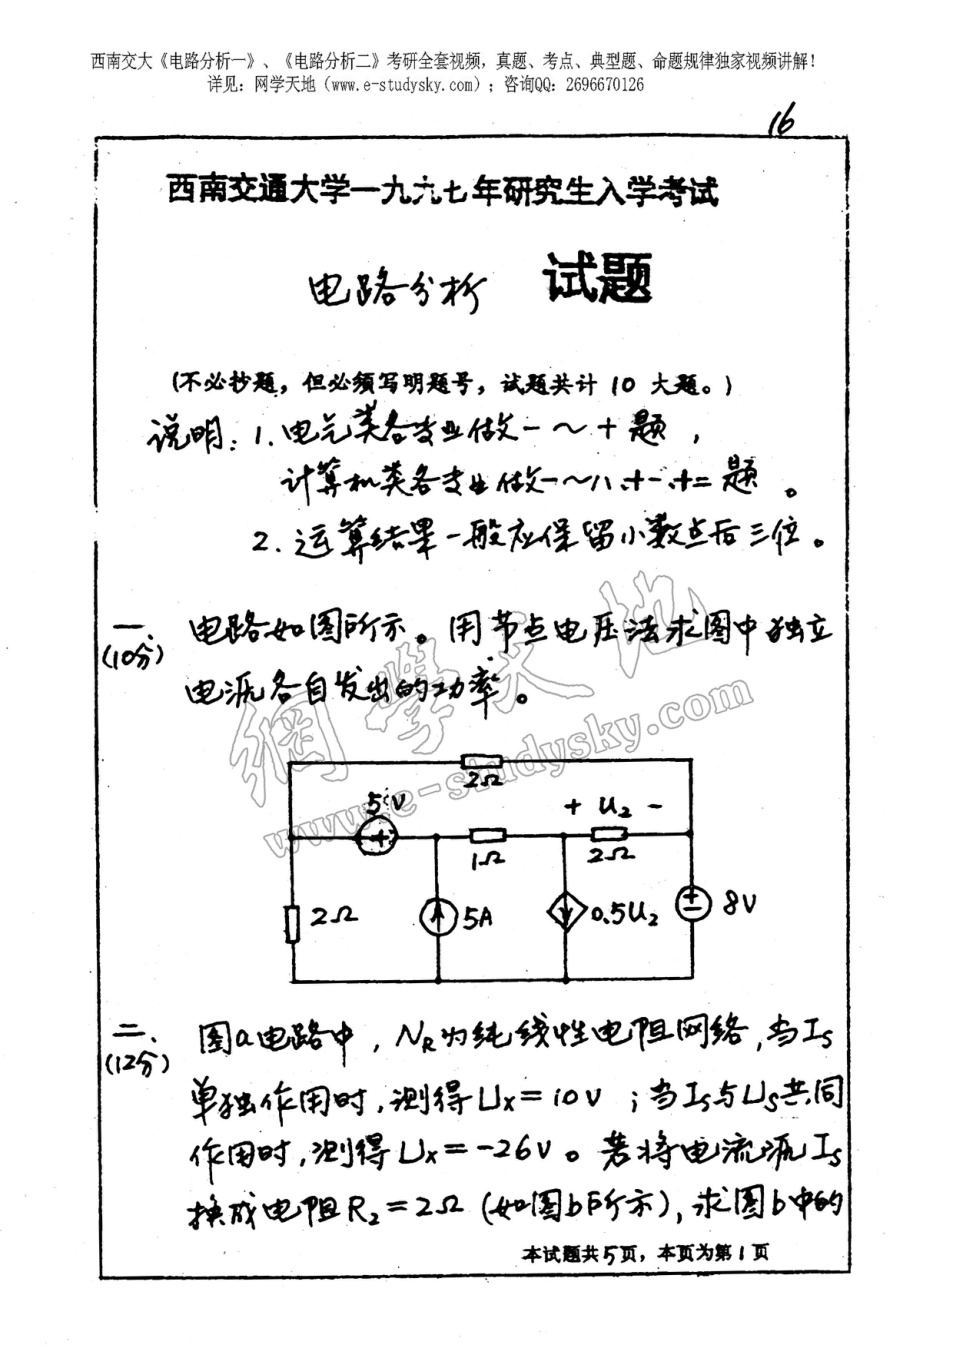 西南交大《电路分析一》、《电路分析二》考研全套视频，真题、考点、典型题、命题规律独家视频讲解！
详见：网学天地（www.e-studysky.com）；咨询QQ：2696670126
16
西南交通大学一九九七年研究生入学考试
电路分析 试题
(不必抄题，但必须写明题号，试题共计 10 大题。)
说明：1. 电气类各专业做一～十题，
计算机类各专业做一～八、十一、十二题。
2. 运算结果一般应保留小数点后三位。
一、电路如图所示。用节点电压法求图中独立
(10分)
电源各自发出的功率。
2Ω
5V
+ U₂ -
1Ω
2Ω
2Ω
5A
0.5U₂
8V
二、图a电路中，N_R为纯线性电阻网络，当I_S
(12分)
单独作用时，测得U_X=10V；当I_S与U_S共同
作用时，测得U_X=-26V。若将电流源I_S
换成电阻R₂=2Ω(如图b所示)，求图b中的
本试题共5页，本页为第1页
網學天地
www.e-studysky.com